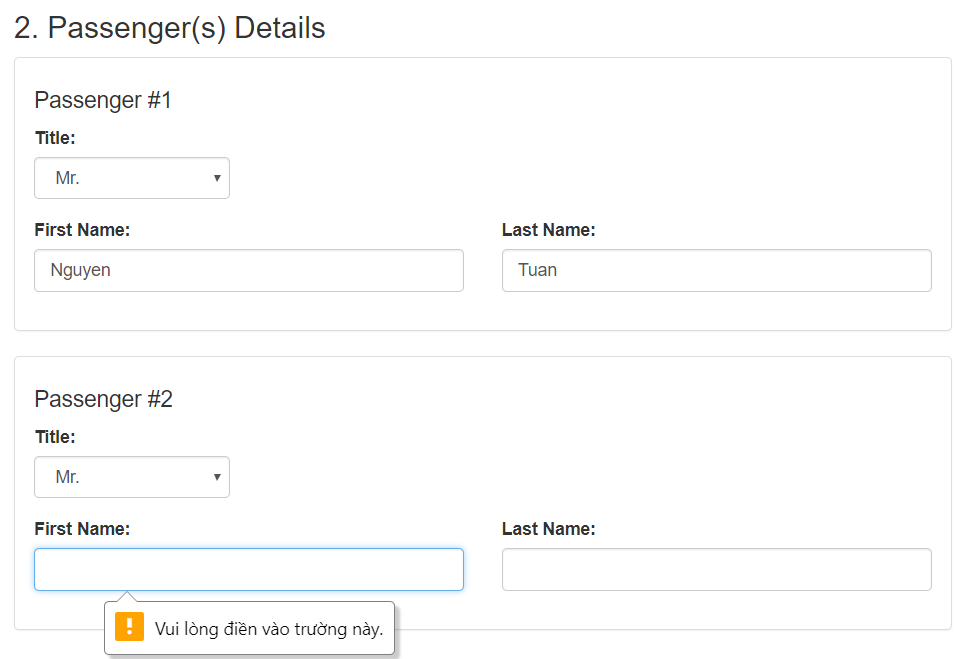 2. Passenger(s) Details
Passenger #1
Title:
Mr.
First Name: Last Name:
Nguyen Tuan
Passenger #2
Title:
Mr.
First Name: Last Name:
Vui lòng điền vào trường này.